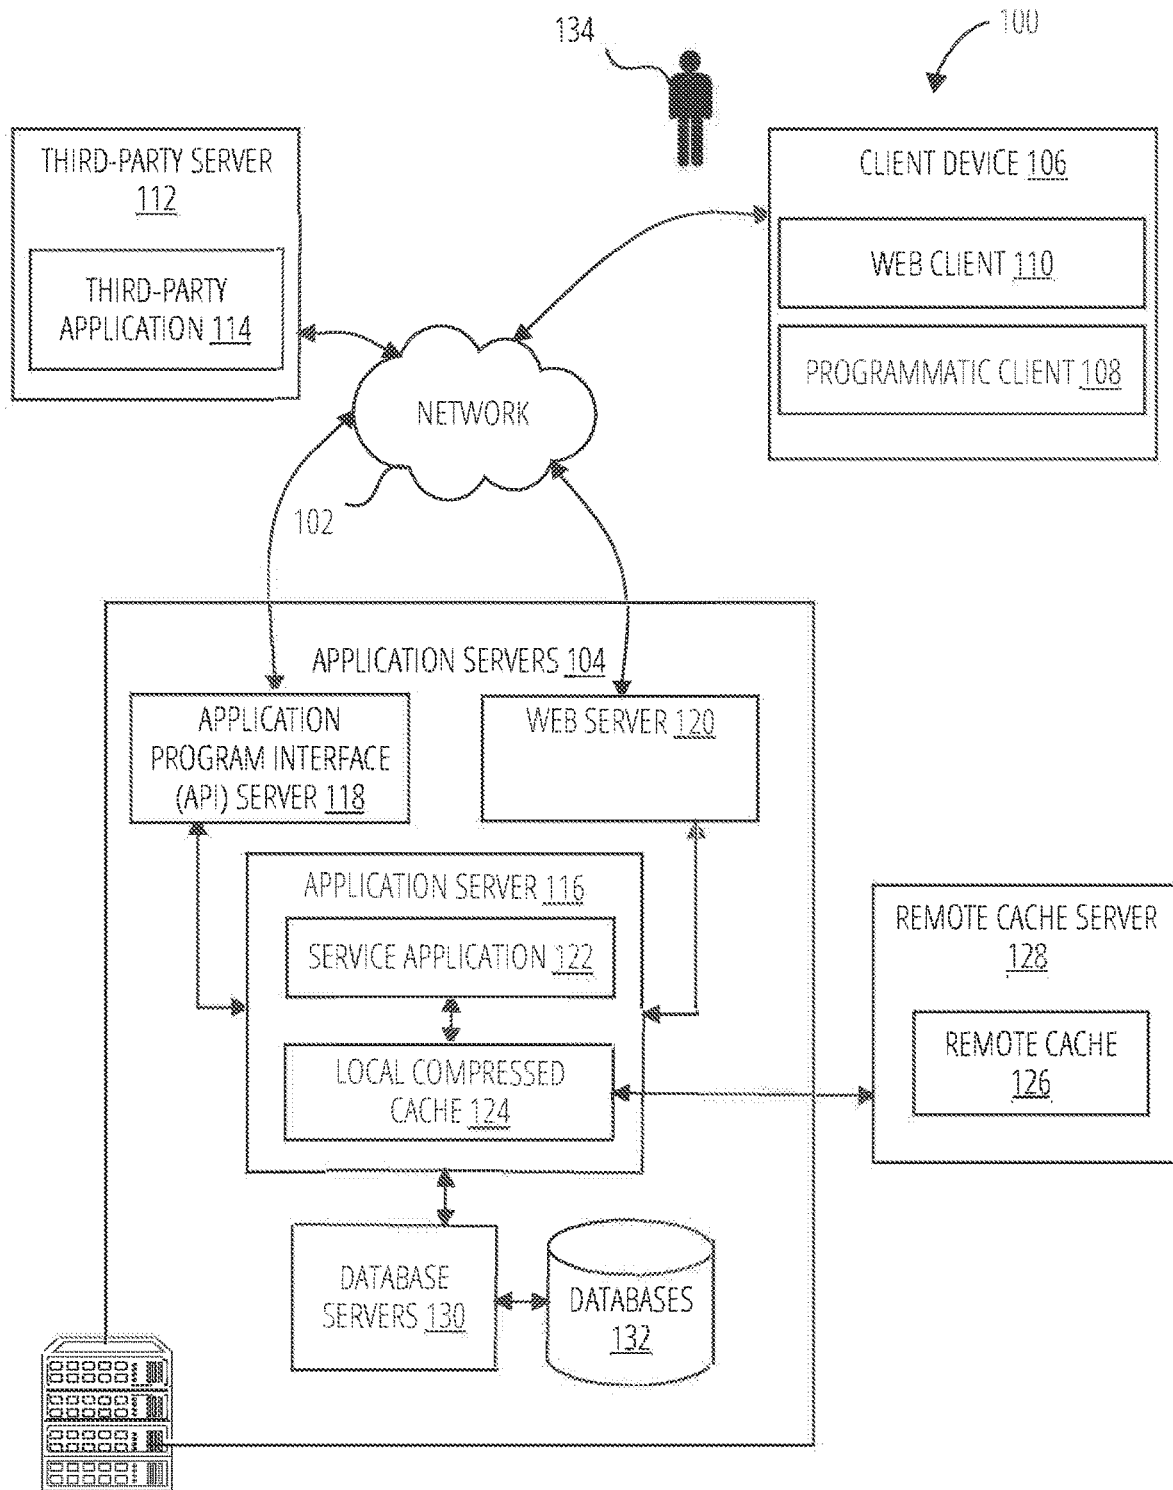 134
100
THIRD-PARTY SERVER
112
THIRD-PARTY
APPLICATION 114
CLIENT DEVICE 106
WEB CLIENT 110
PROGRAMMATIC CLIENT 108
NETWORK
102
APPLICATION SERVERS 104
APPLICATION
PROGRAM INTERFACE
(API) SERVER 118
WEB SERVER 120
APPLICATION SERVER 116
SERVICE APPLICATION 122
LOCAL COMPRESSED
CACHE 124
REMOTE CACHE SERVER
128
REMOTE CACHE
126
DATABASE
SERVERS 130
DATABASES
132